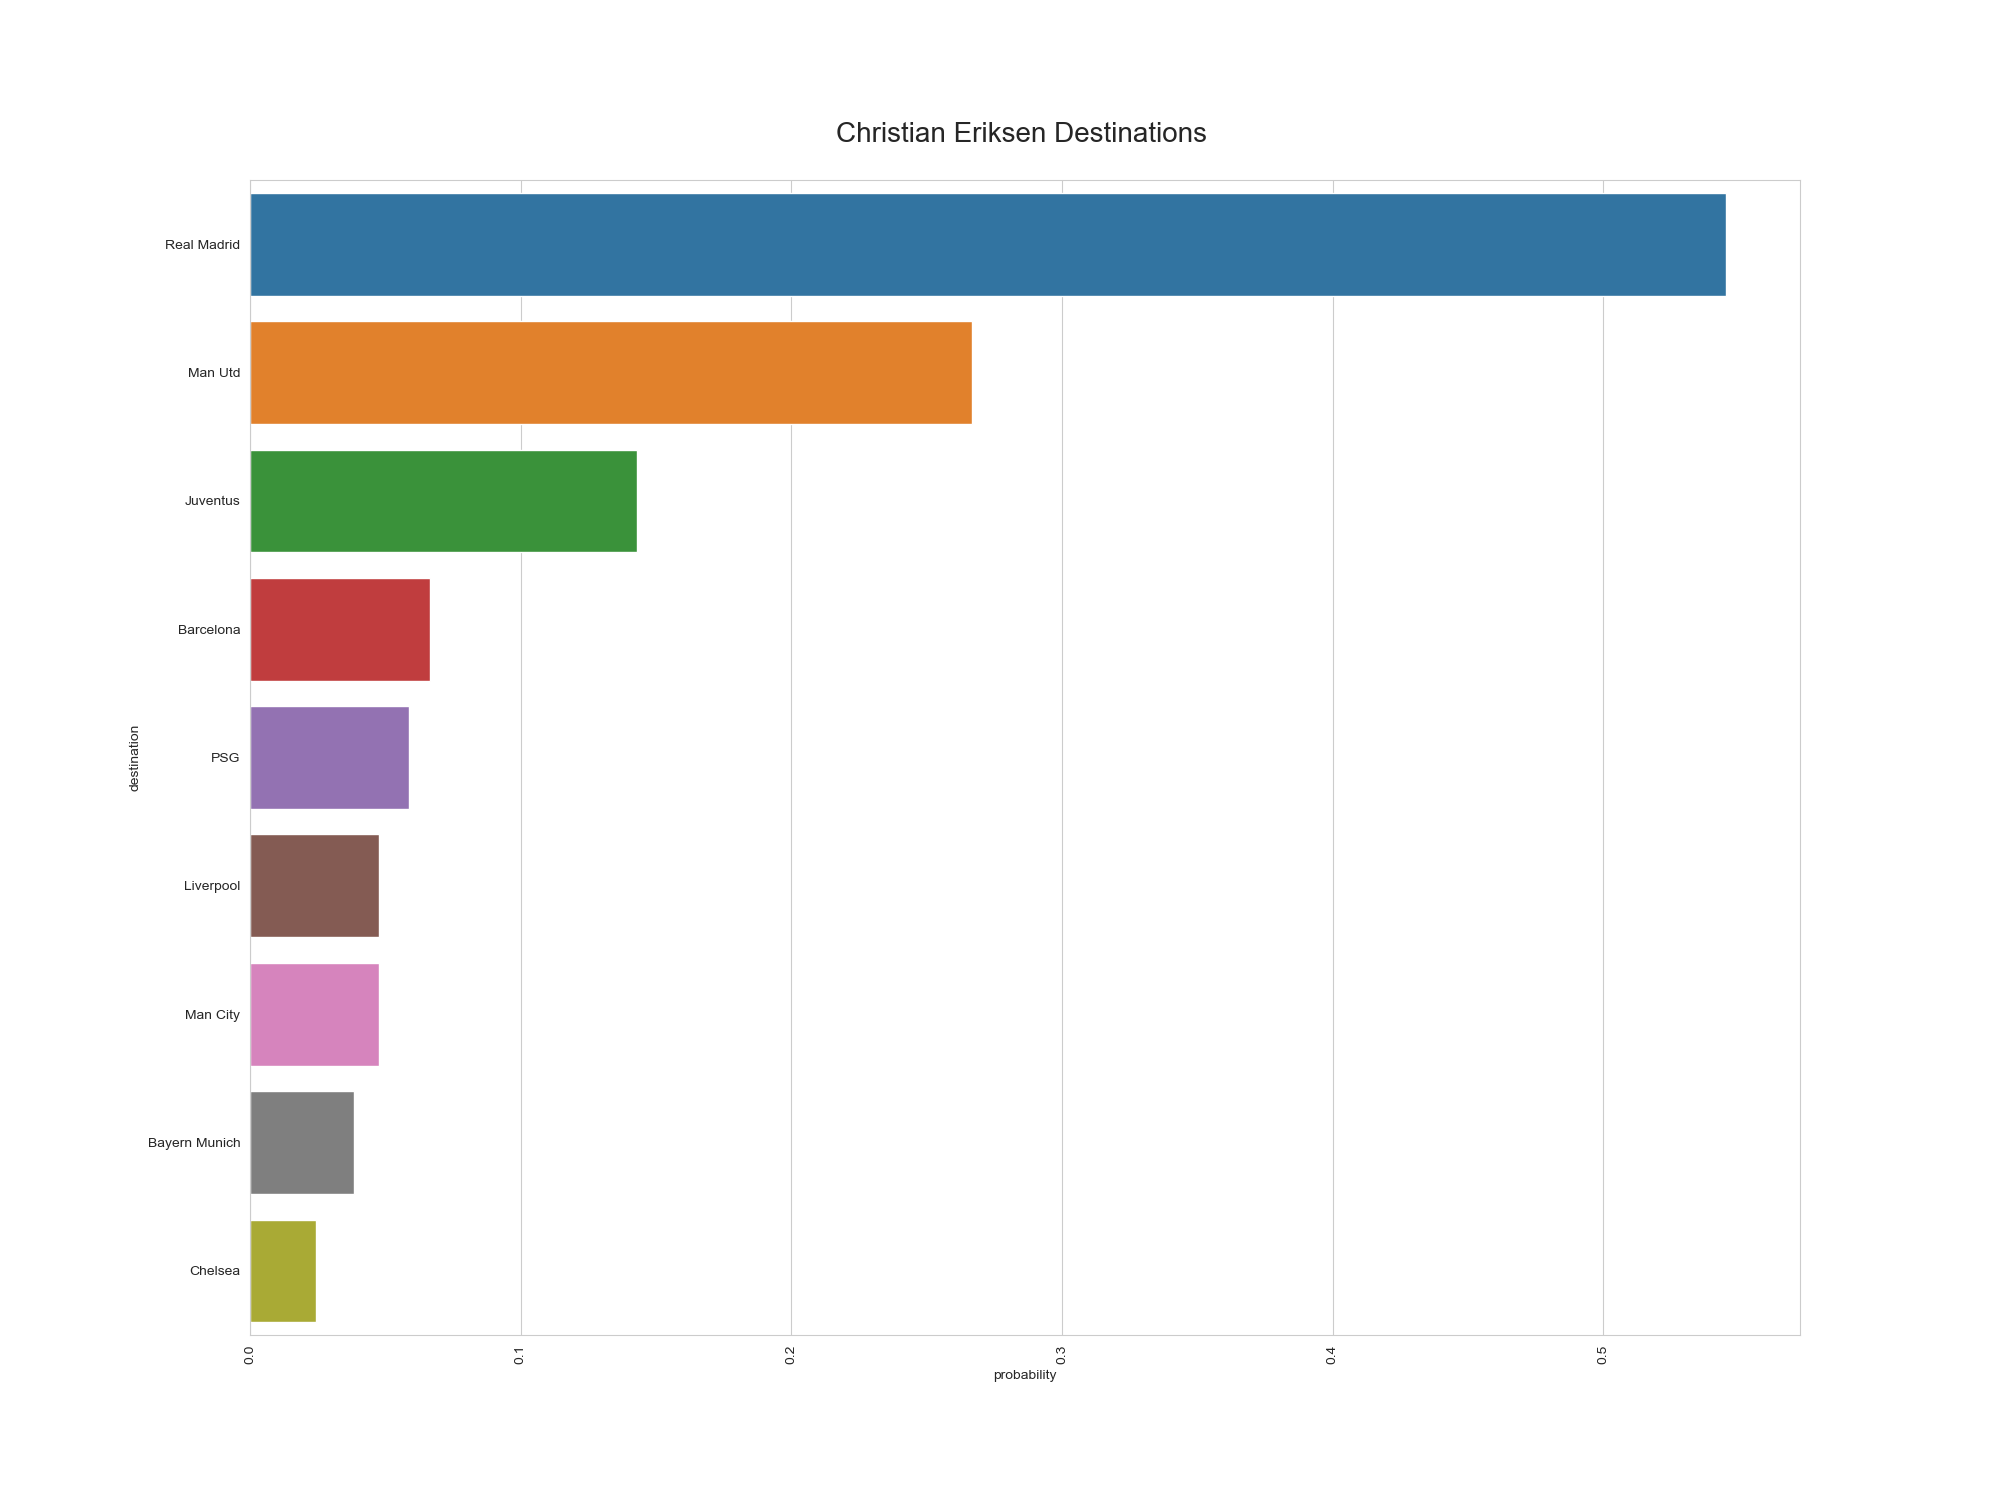 Christian Eriksen Destinations
Real Madrid
Man Utd
Juventus
Barcelona
PSG
Liverpool
Man City
Bayern Munich
Chelsea
destination
0.0
0.1
0.2
0.3
0.4
0.5
probability